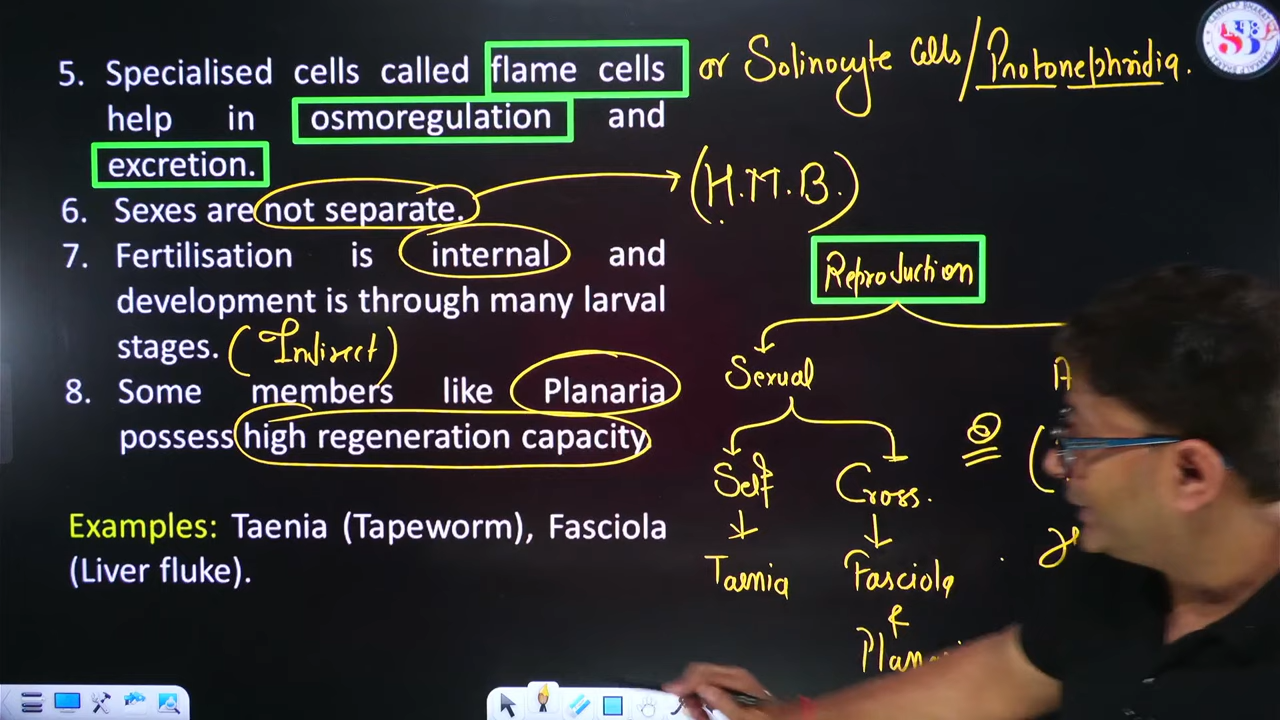 5. Specialised cells called flame cells or Solinocyte Cells/Protonephridia.
help in osmoregulation and
excretion.
6. Sexes are not separate. (H.M.B.)
7. Fertilisation is internal and
development is through many larval
stages. (Indirect)
8. Some members like Planaria
possess high regeneration capacity
Examples: Taenia (Tapeworm), Fasciola
(Liver fluke).
Reproduction
Sexual
Self Cross.
Taenia Fasciola
&